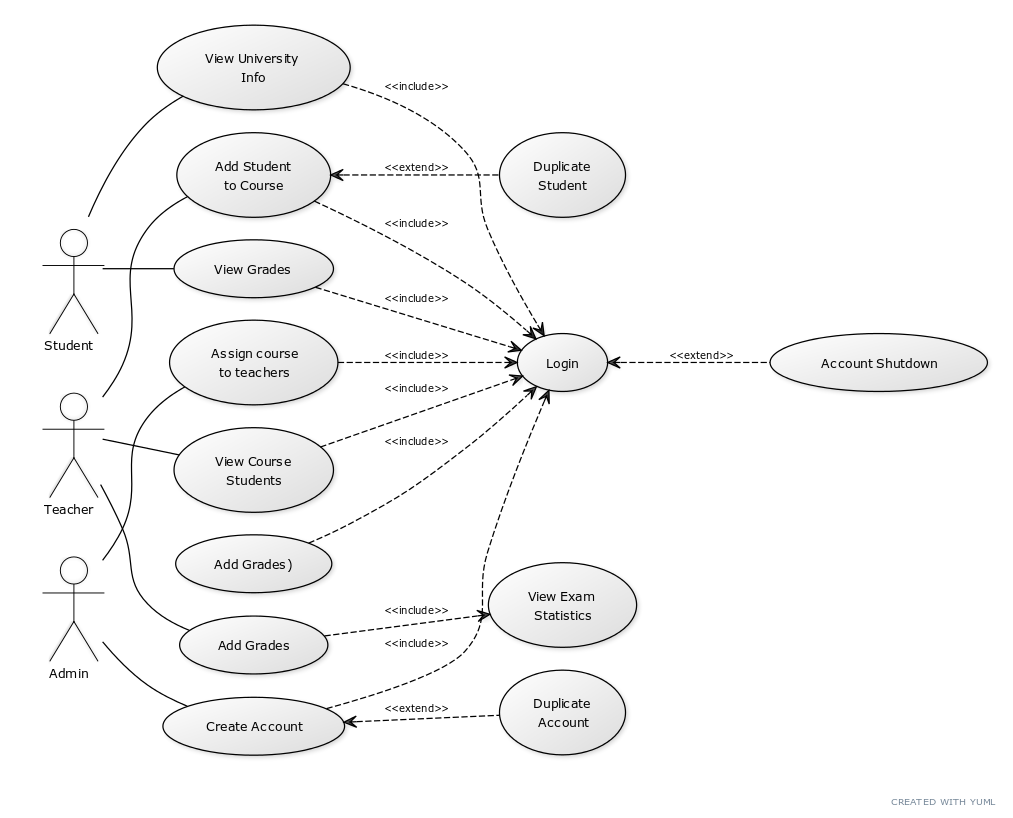 View University
Info
<<include>>
Add Student
to Course
<<extend>>
Duplicate
Student
<<include>>
Student
View Grades
<<include>>
Assign course
to teachers
<<include>>
Login
<<extend>>
Account Shutdown
<<include>>
Teacher
View Course
Students
<<include>>
Add Grades)
View Exam
Statistics
<<include>>
Add Grades
<<include>>
Admin
Create Account
<<extend>>
Duplicate
Account
CREATED WITH YUML